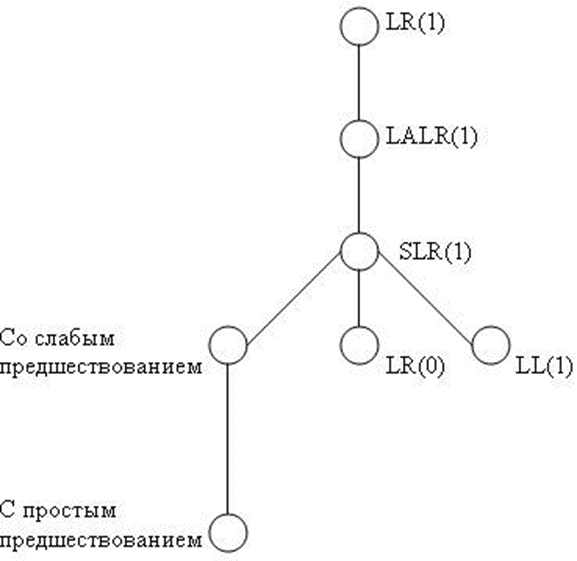 LR(1)
LALR(1)
SLR(1)
Со слабым
предшествованием
LR(0)
LL(1)
С простым
предшествованием